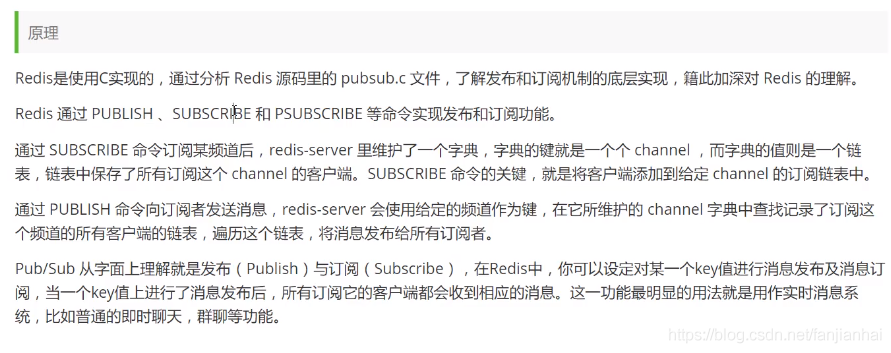 原理
Redis是使用C实现的，通过分析 Redis 源码里的 pubsub.c 文件，了解发布和订阅机制的底层实现，籍此加深对 Redis 的理解。
Redis 通过 PUBLISH 、SUBSCRIBE 和 PSUBSCRIBE 等命令实现发布和订阅功能。
通过 SUBSCRIBE 命令订阅某频道后，redis-server 里维护了一个字典，字典的键就是一个个 channel ，而字典的值则是一个链
表，链表中保存了所有订阅这个 channel 的客户端。SUBSCRIBE 命令的关键，就是将客户端添加到给定 channel 的订阅链表中。
通过 PUBLISH 命令向订阅者发送消息，redis-server 会使用给定的频道作为键，在它所维护的 channel 字典中查找记录了订阅这
个频道的所有客户端的链表，遍历这个链表，将消息发布给所有订阅者。
Pub/Sub 从字面上理解就是发布（Publish）与订阅（Subscribe），在Redis中，你可以设定对某一个key值进行消息发布及消息订
阅，当一个key值上进行了消息发布后，所有订阅它的客户端都会收到相应的消息。这一功能最明显的用法就是用作实时消息系
统，比如普通的即时聊天，群聊等功能。
https://blog.csdn.net/fanjianhai